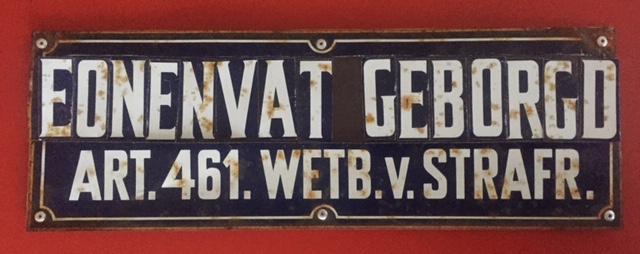 EONENVAT GEBORGD
ART. 461. WETB. v. STRAFR.